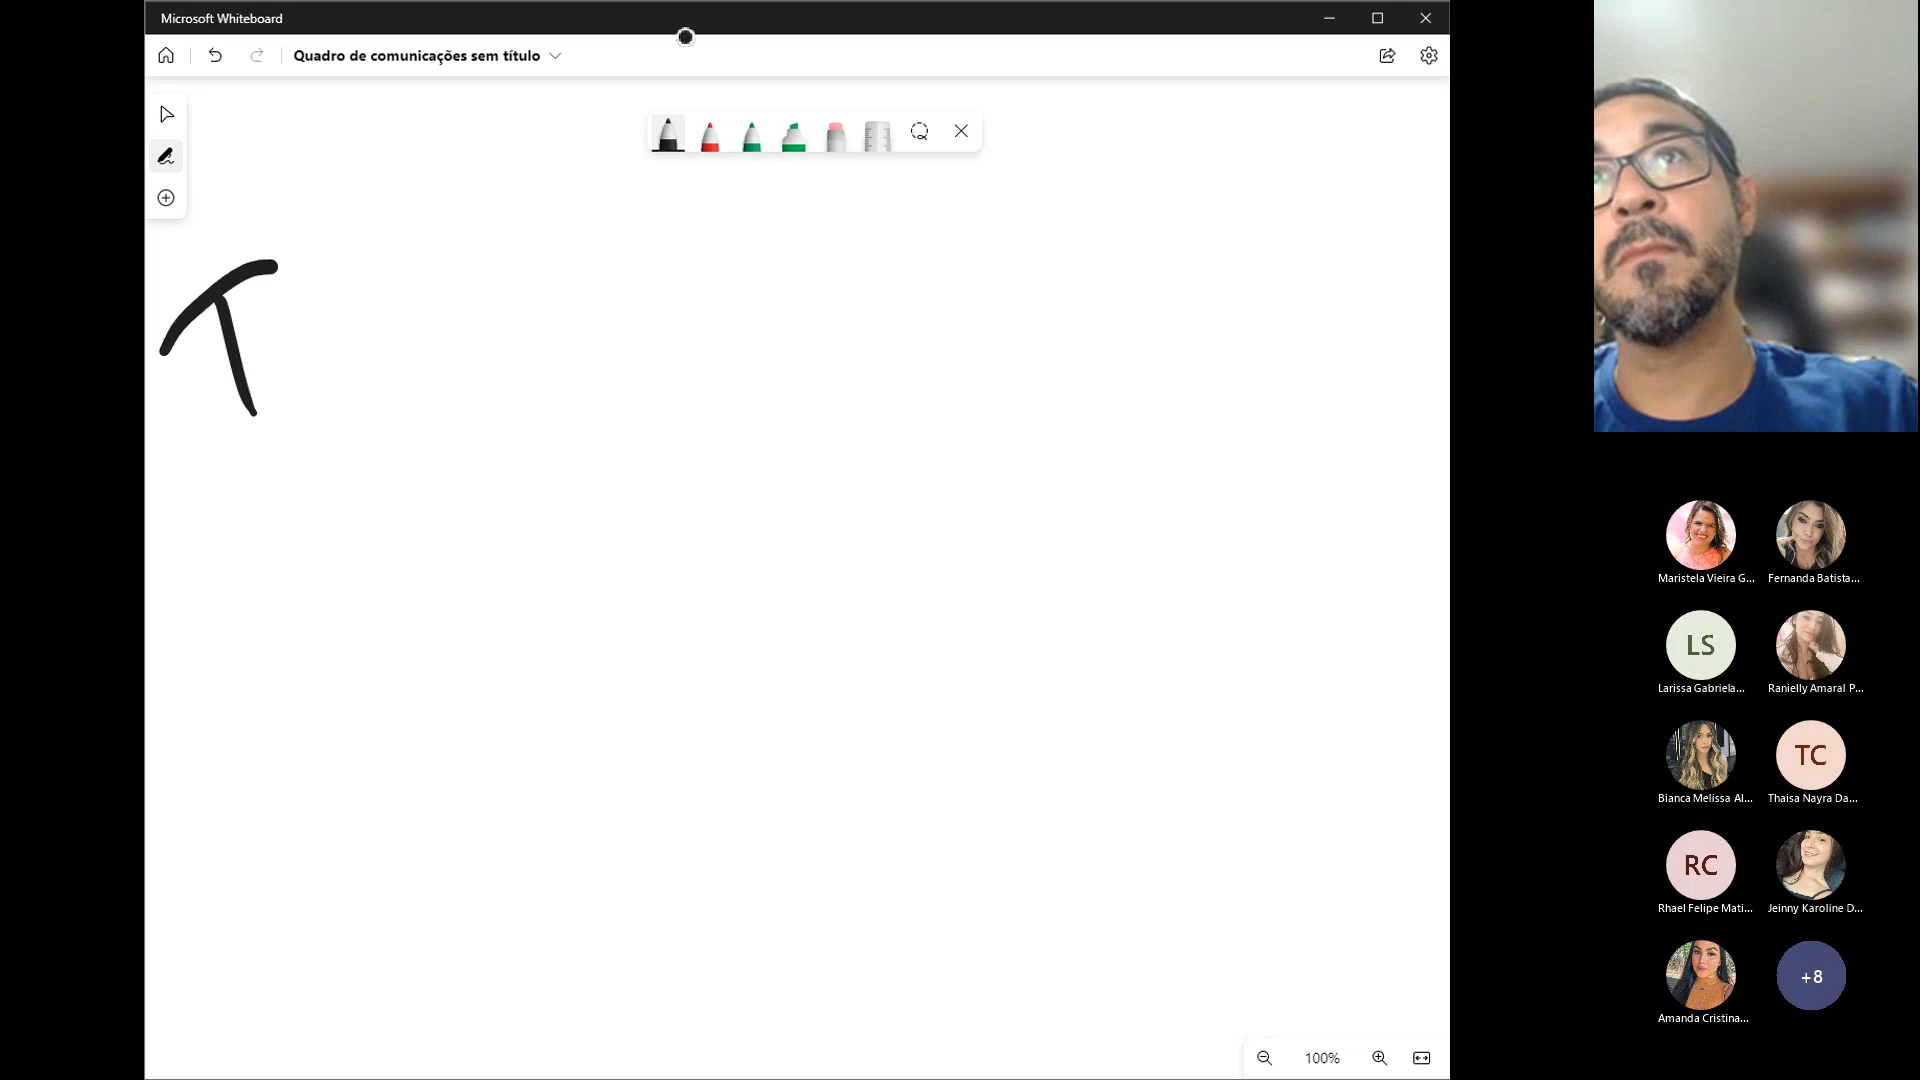 Microsoft Whiteboard
Quadro de comunicações sem título
T
100%
Maristela Vieira G...
Fernanda Batista...
LS
Larissa Gabriela...
Ranielly Amaral P...
Bianca Melissa Al...
TC
Thaisa Nayra Da...
RC
Rhael Felipe Mati...
Jeinny Karoline D...
Amanda Cristina...
+8